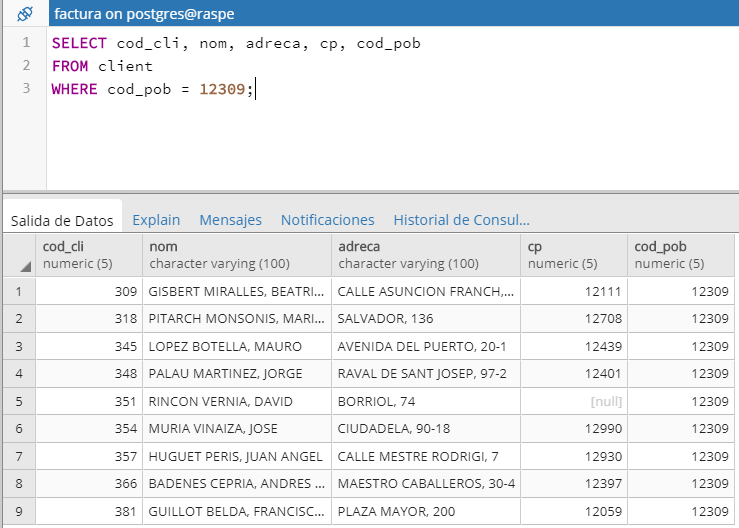 factura on postgres@raspe
1 SELECT cod_cli, nom, adreca, cp, cod_pob
2 FROM client
3 WHERE cod_pob = 12309;
Salida de Datos Explain Mensajes Notificaciones Historial de Consul...
cod_cli nom adreca cp cod_pob
numeric (5) character varying (100) character varying (100) numeric (5) numeric (5)
1 309 GISBERT MIRALLES, BEATRI... CALLE ASUNCION FRANCH,... 12111 12309
2 318 PITARCH MONSONIS, MARI... SALVADOR, 136 12708 12309
3 345 LOPEZ BOTELLA, MAURO AVENIDA DEL PUERTO, 20-1 12439 12309
4 348 PALAU MARTINEZ, JORGE RAVAL DE SANT JOSEP, 97-2 12401 12309
5 351 RINCON VERNIA, DAVID BORRIOL, 74 [null] 12309
6 354 MURIA VINAIZA, JOSE CIUDADELA, 90-18 12990 12309
7 357 HUGUET PERIS, JUAN ANGEL CALLE MESTRE RODRIGI, 7 12930 12309
8 366 BADENES CEPRIA, ANDRES ... MAESTRO CABALLEROS, 30-4 12397 12309
9 381 GUILLOT BELDA, FRANCISC... PLAZA MAYOR, 200 12059 12309